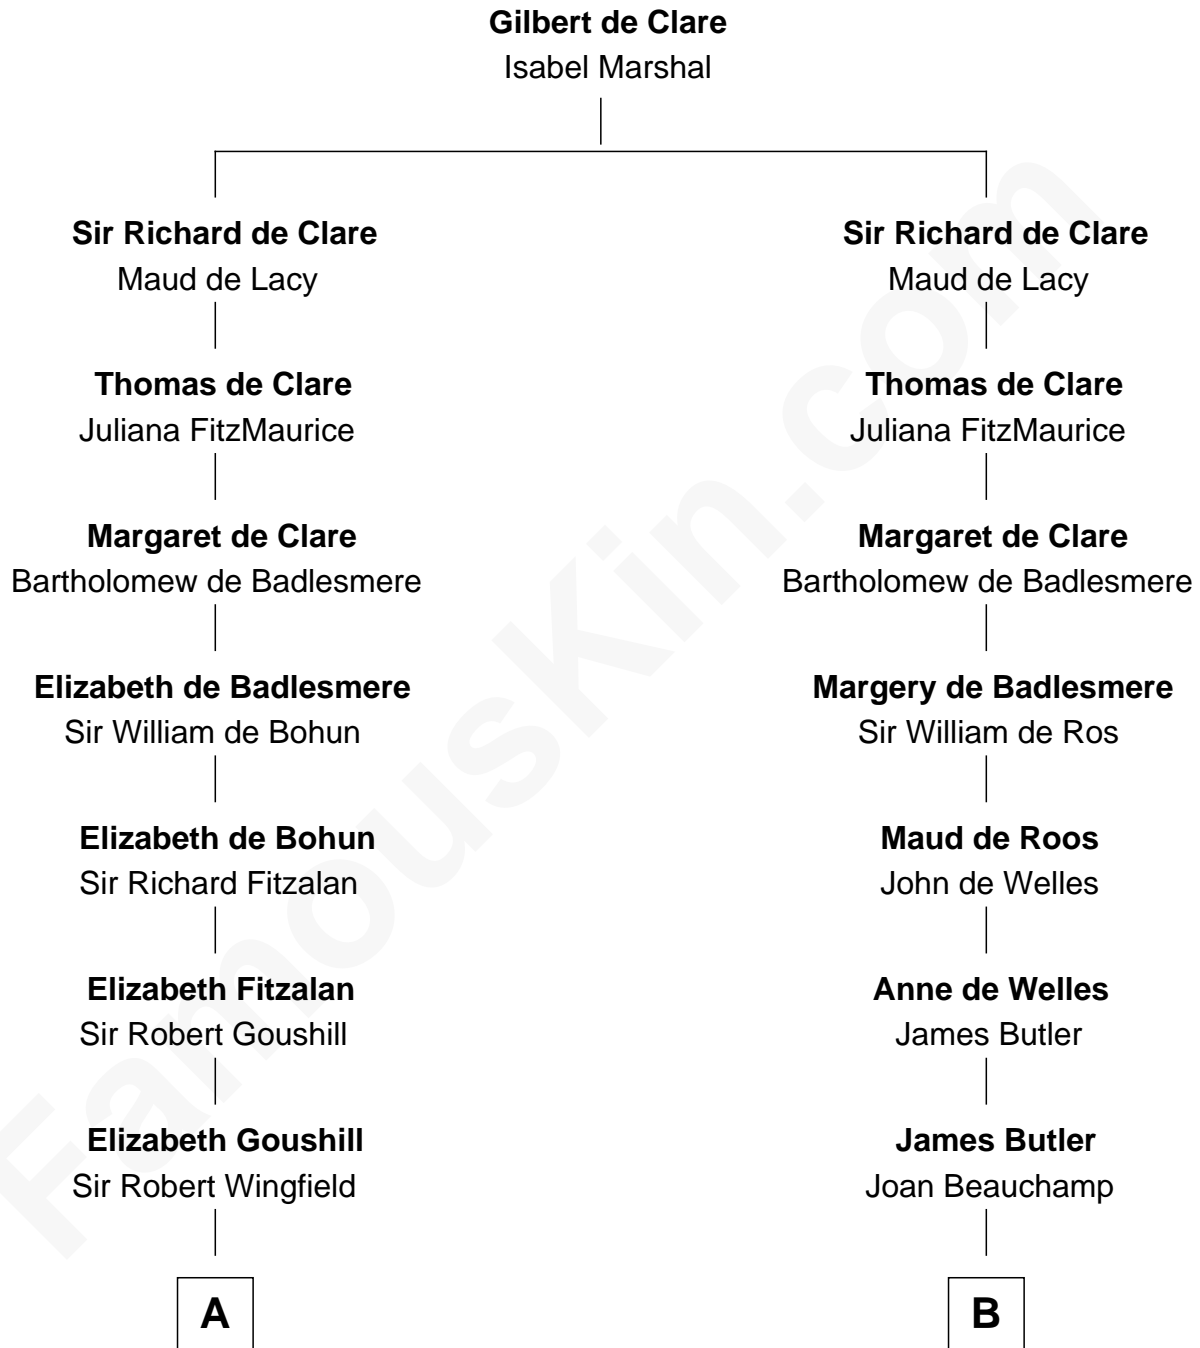 Gilbert de Clare
Isabel Marshal
Sir Richard de Clare
Maud de Lacy
Thomas de Clare
Juliana FitzMaurice
Margaret de Clare
Bartholomew de Badlesmere
Elizabeth de Badlesmere
Sir William de Bohun
Elizabeth de Bohun
Sir Richard Fitzalan
Elizabeth Fitzalan
Sir Robert Goushill
Elizabeth Goushill
Sir Robert Wingfield
A
Sir Richard de Clare
Maud de Lacy
Thomas de Clare
Juliana FitzMaurice
Margaret de Clare
Bartholomew de Badlesmere
Margery de Badlesmere
Sir William de Ros
Maud de Roos
John de Welles
Anne de Welles
James Butler
James Butler
Joan Beauchamp
B
FamousKin.com